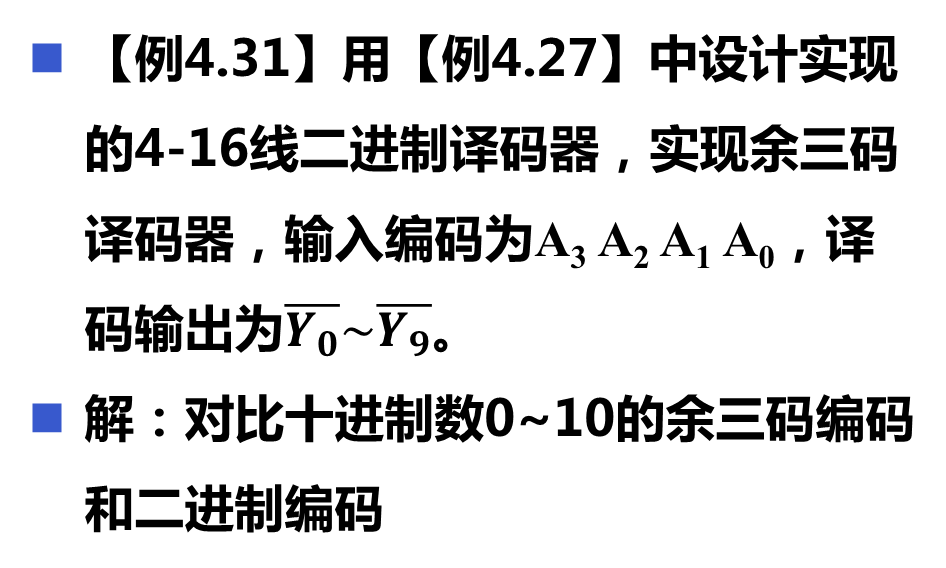 ■ 【例4.31】用【例4.27】中设计实现
的4-16线二进制译码器，实现余三码
译码器，输入编码为A₃ A₂ A₁ A₀，译
码输出为\(\overline{Y_0}\)~\(\overline{Y_9}\)。
■ 解：对比十进制数0~10的余三码编码
和二进制编码